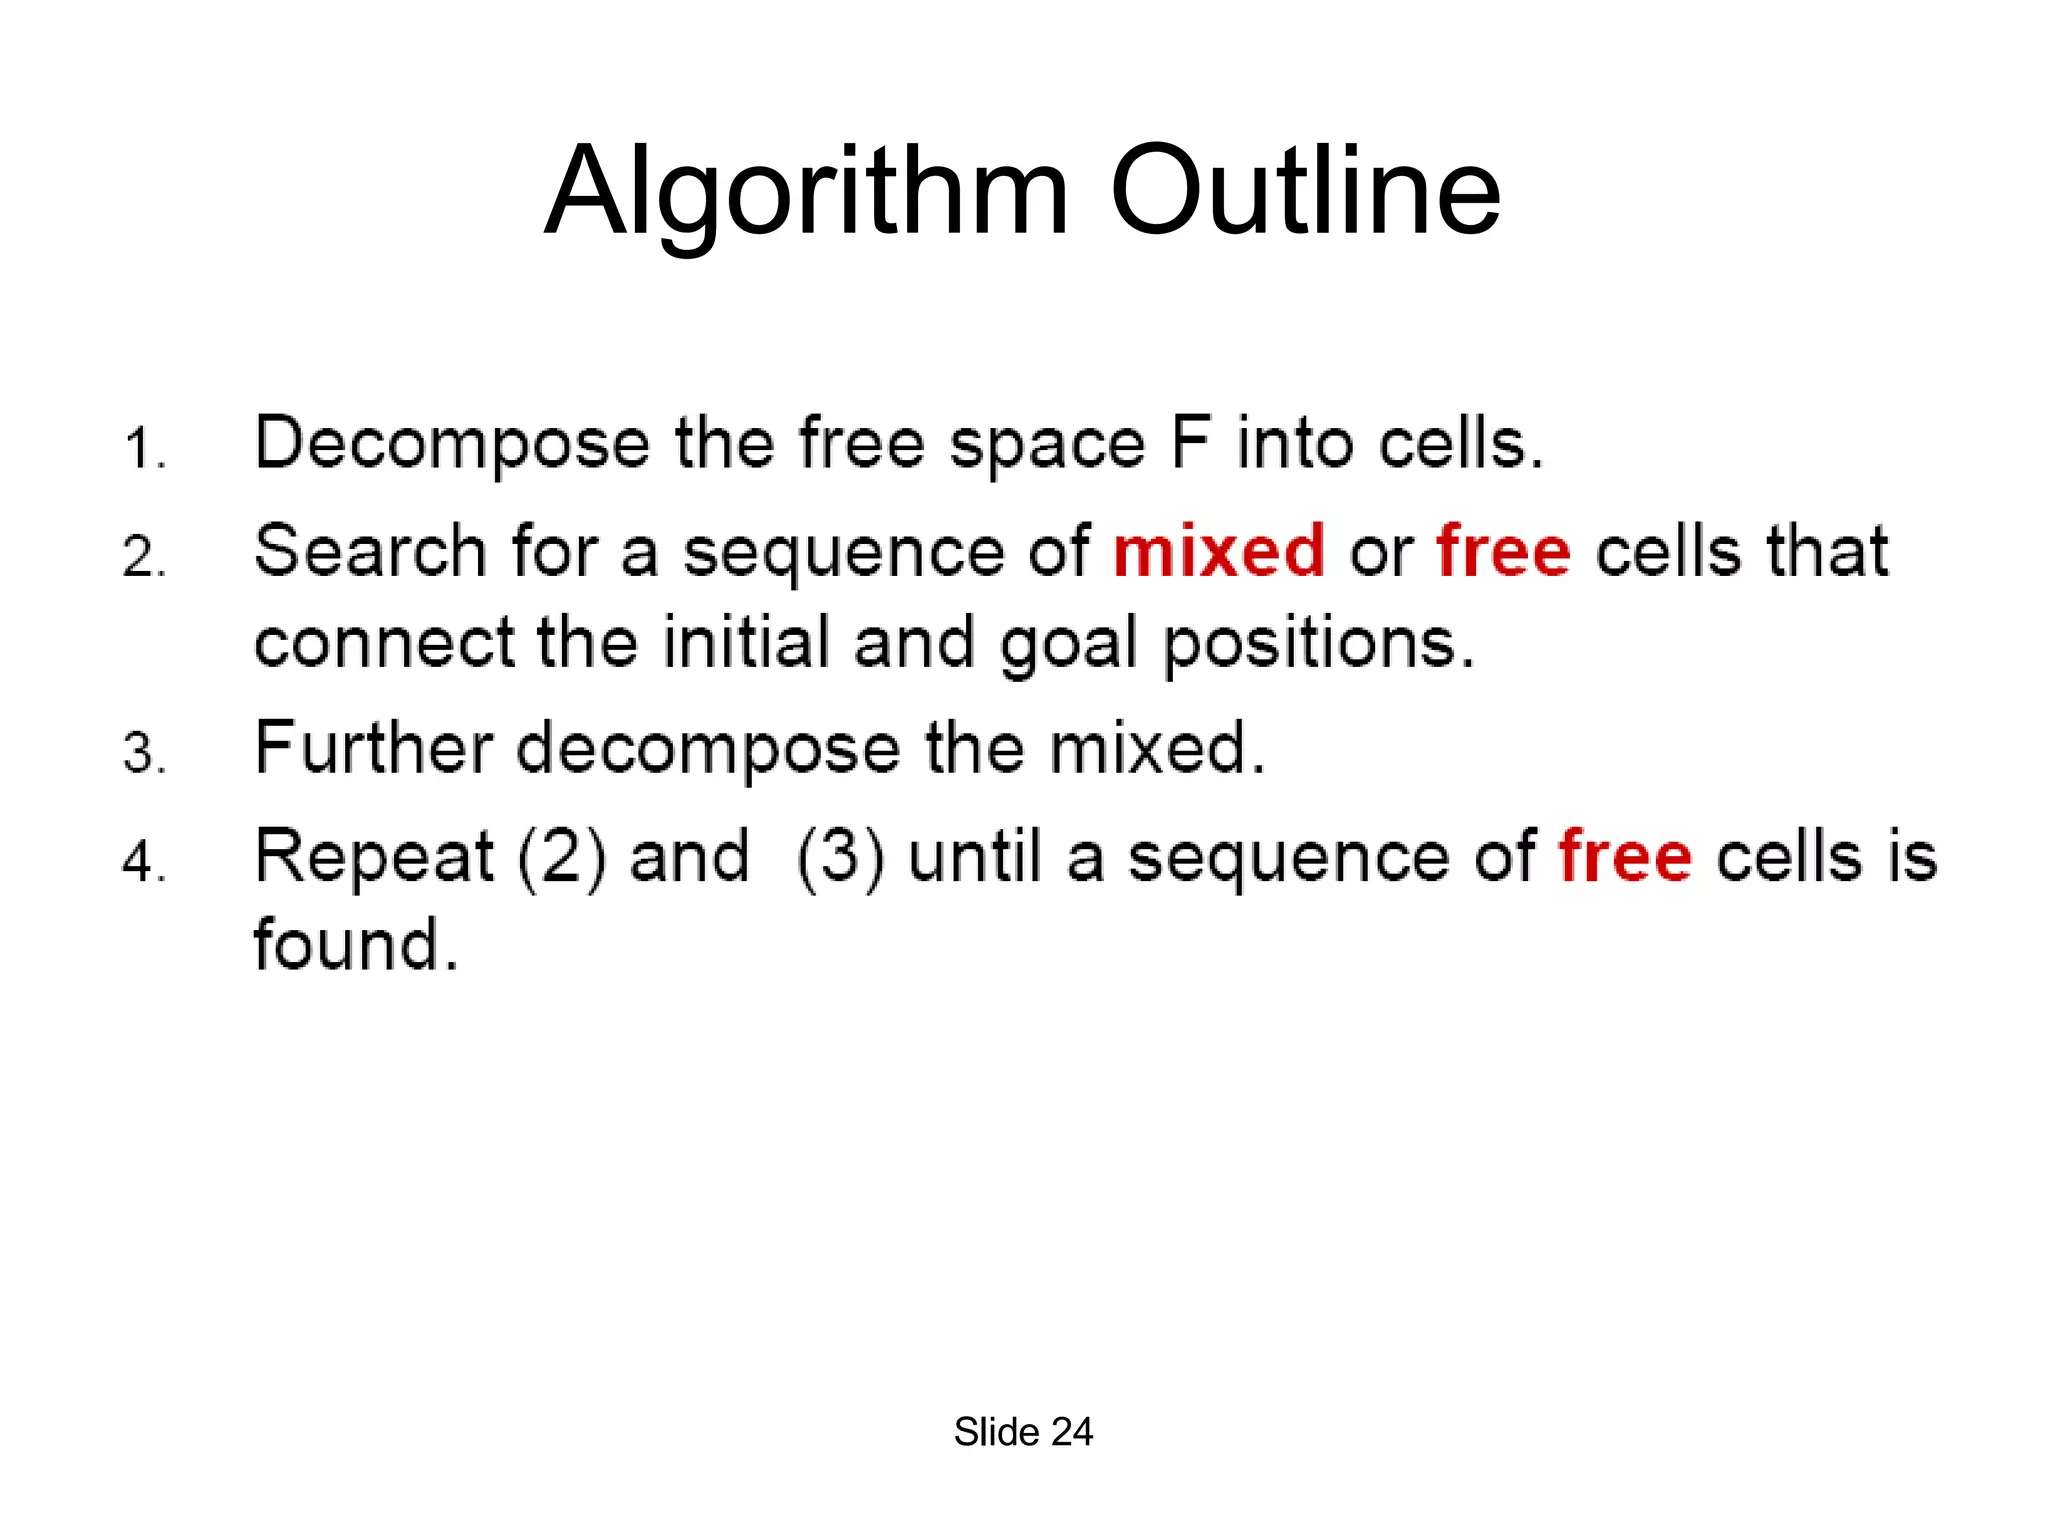 Algorithm Outline
1. Decompose the free space F into cells.
2. Search for a sequence of mixed or free cells that
connect the initial and goal positions.
3. Further decompose the mixed.
4. Repeat (2) and  (3) until a sequence of free cells is
found.
Slide 24